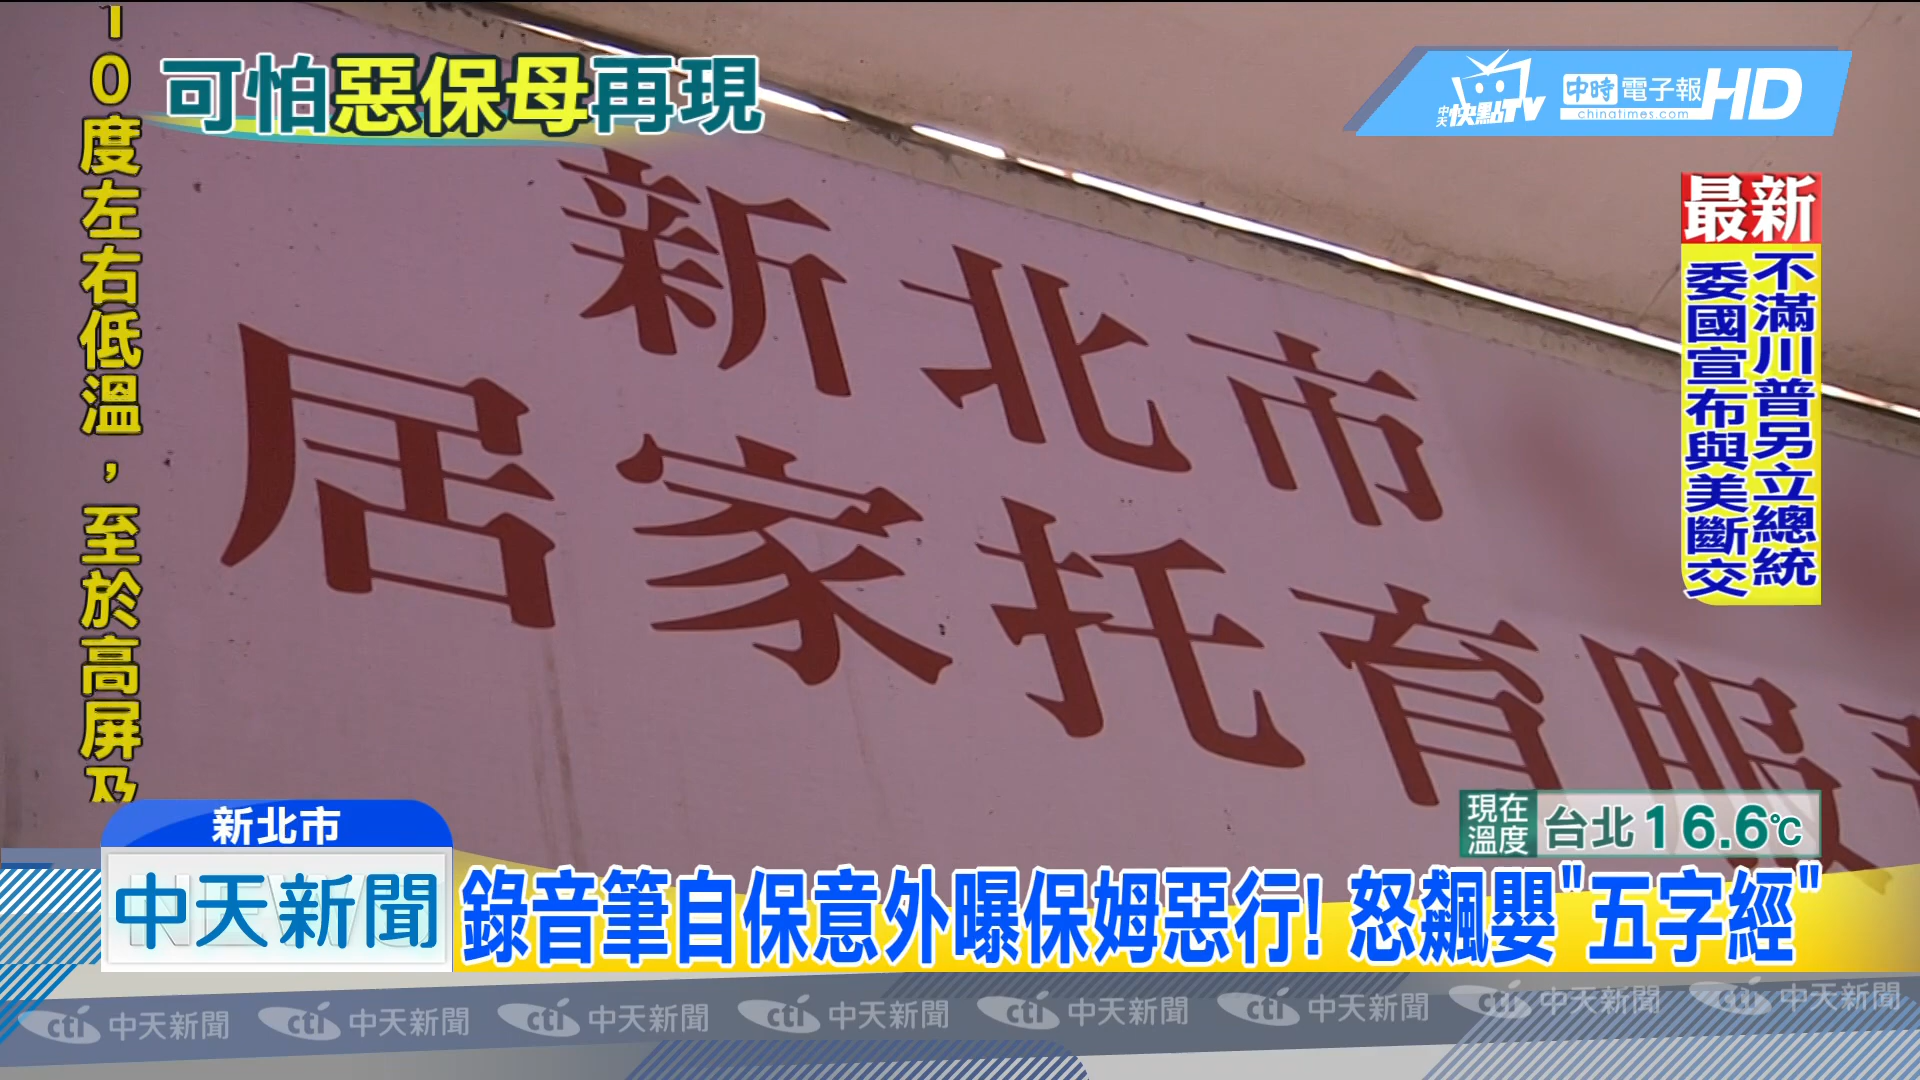 10度左右低溫，至於高屏及
可怕惡保母再現
中天快點TV
中時電子報HD
chinatimes.com
最新
不滿川普另立總統
委國宣布與美斷交
新北市
居家托育服
現在溫度
台北16.6℃
新北市
中天新聞
錄音筆自保意外曝保姆惡行! 怒飆嬰"五字經"
cti 中天新聞 cti 中天新聞 cti 中天新聞 cti 中天新聞 cti 中天新聞 cti 中天新聞 cti 中天新聞 cti 中天新聞